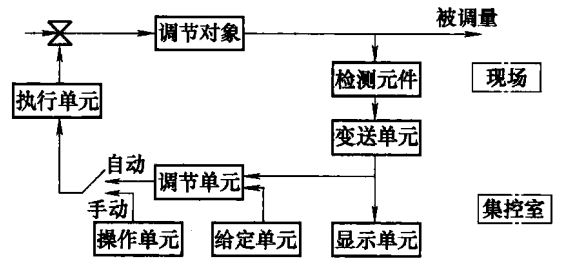 被调量
调节对象
检测元件
现场
执行单元
变送单元
自动
调节单元
手动
集控室
操作单元
给定单元
显示单元